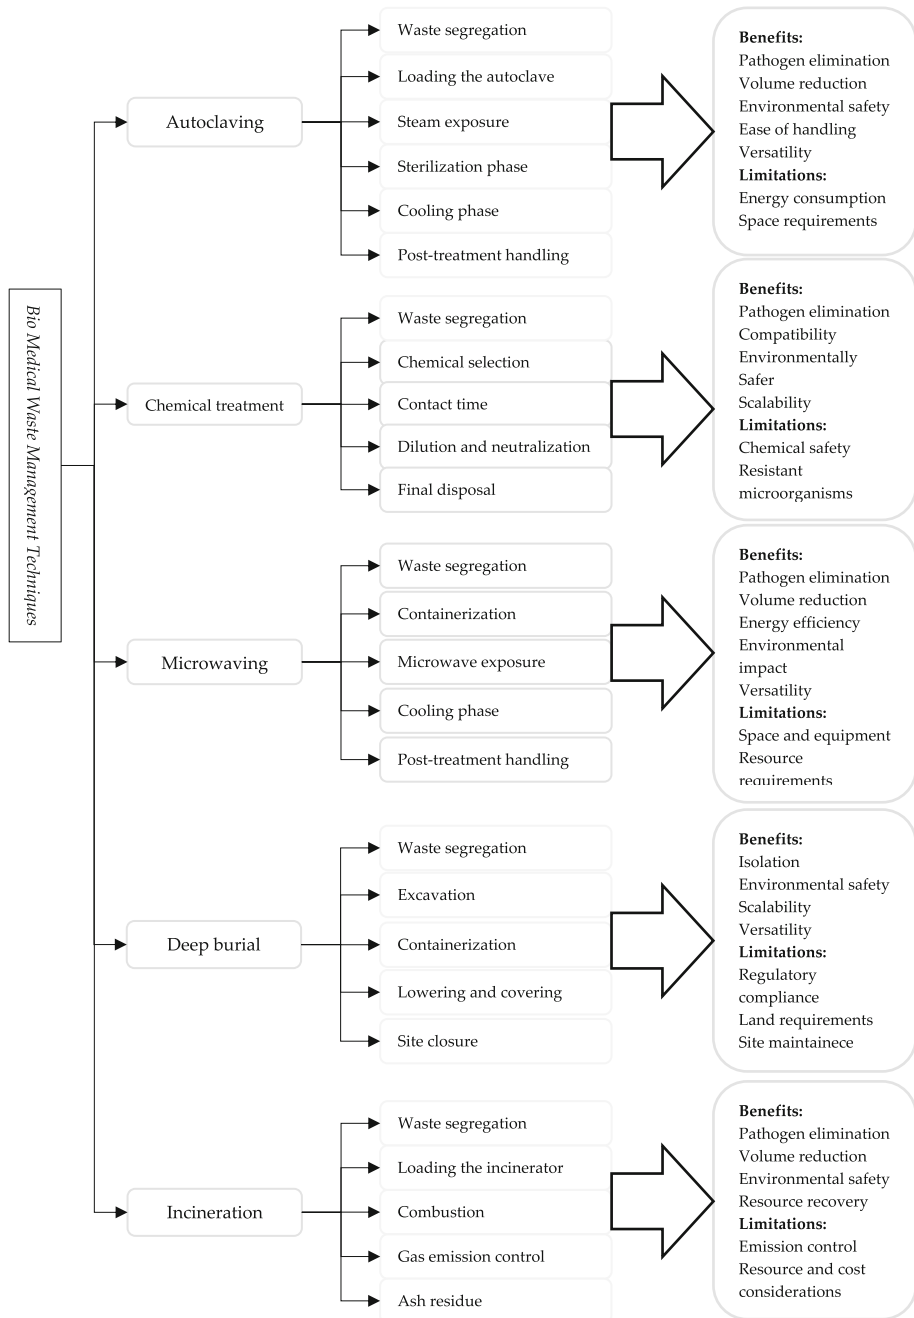 Bio Medical Waste Management Techniques
Autoclaving
Waste segregation
Loading the autoclave
Steam exposure
Sterilization phase
Cooling phase
Post-treatment handling
Benefits:
Pathogen elimination
Volume reduction
Environmental safety
Ease of handling
Versatility
Limitations:
Energy consumption
Space requirements
Chemical treatment
Waste segregation
Chemical selection
Contact time
Dilution and neutralization
Final disposal
Benefits:
Pathogen elimination
Compatibility
Environmentally
Safer
Scalability
Limitations:
Chemical safety
Resistant
microorganisms
Microwaving
Waste segregation
Containerization
Microwave exposure
Cooling phase
Post-treatment handling
Benefits:
Pathogen elimination
Volume reduction
Energy efficiency
Environmental
impact
Versatility
Limitations:
Space and equipment
Resource
requirements
Deep burial
Waste segregation
Excavation
Containerization
Lowering and covering
Site closure
Benefits:
Isolation
Environmental safety
Scalability
Versatility
Limitations:
Regulatory
compliance
Land requirements
Site maintainece
Incineration
Waste segregation
Loading the incinerator
Combustion
Gas emission control
Ash residue
Benefits:
Pathogen elimination
Volume reduction
Environmental safety
Resource recovery
Limitations:
Emission control
Resource and cost
considerations